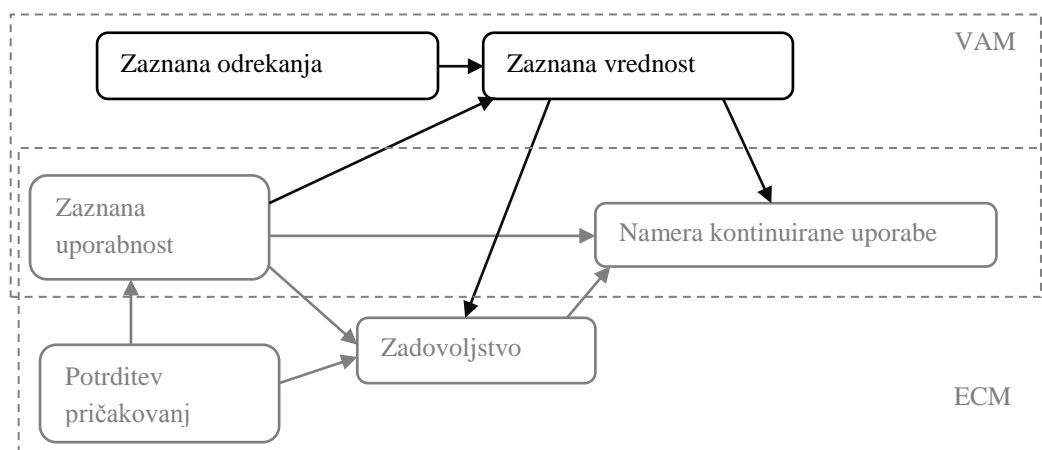 VAM
Zaznana odrekanja
Zaznana vrednost
Zaznana
uporabnost
Namera kontinuirane uporabe
Zadovoljstvo
Potrditev
pričakovanj
ECM